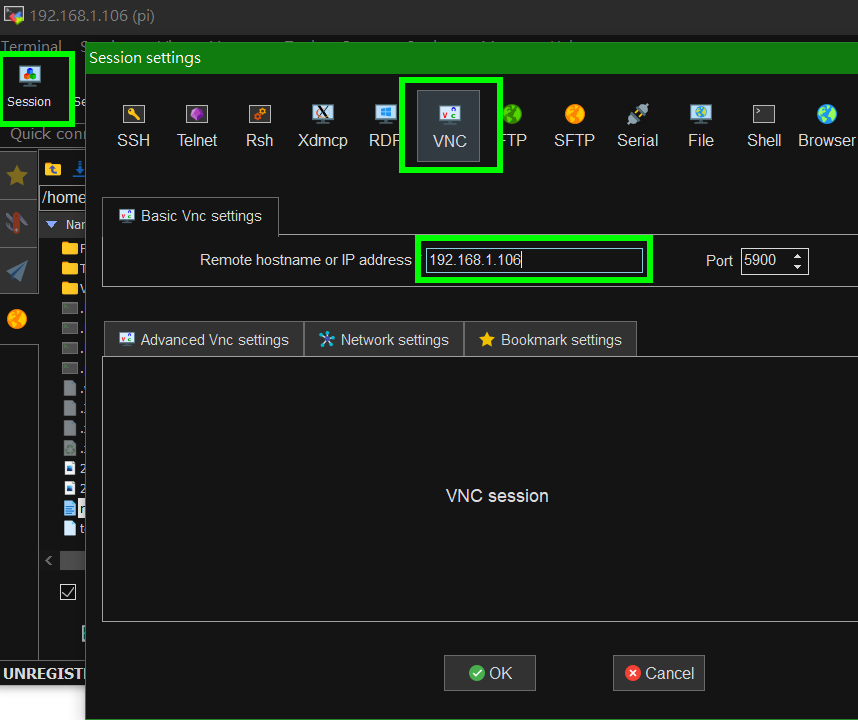 192.168.1.106 (pi)
Terminal
Session settings
Session
SSH
Telnet
Rsh
Xdmcp
RDP
VNC
FTP
SFTP
Serial
File
Shell
Browser
Quick con
/home
Nar
Basic Vnc settings
Remote hostname or IP address
192.168.1.106
Port
5900
Advanced Vnc settings
Network settings
Bookmark settings
VNC session
OK
Cancel
UNREGIST